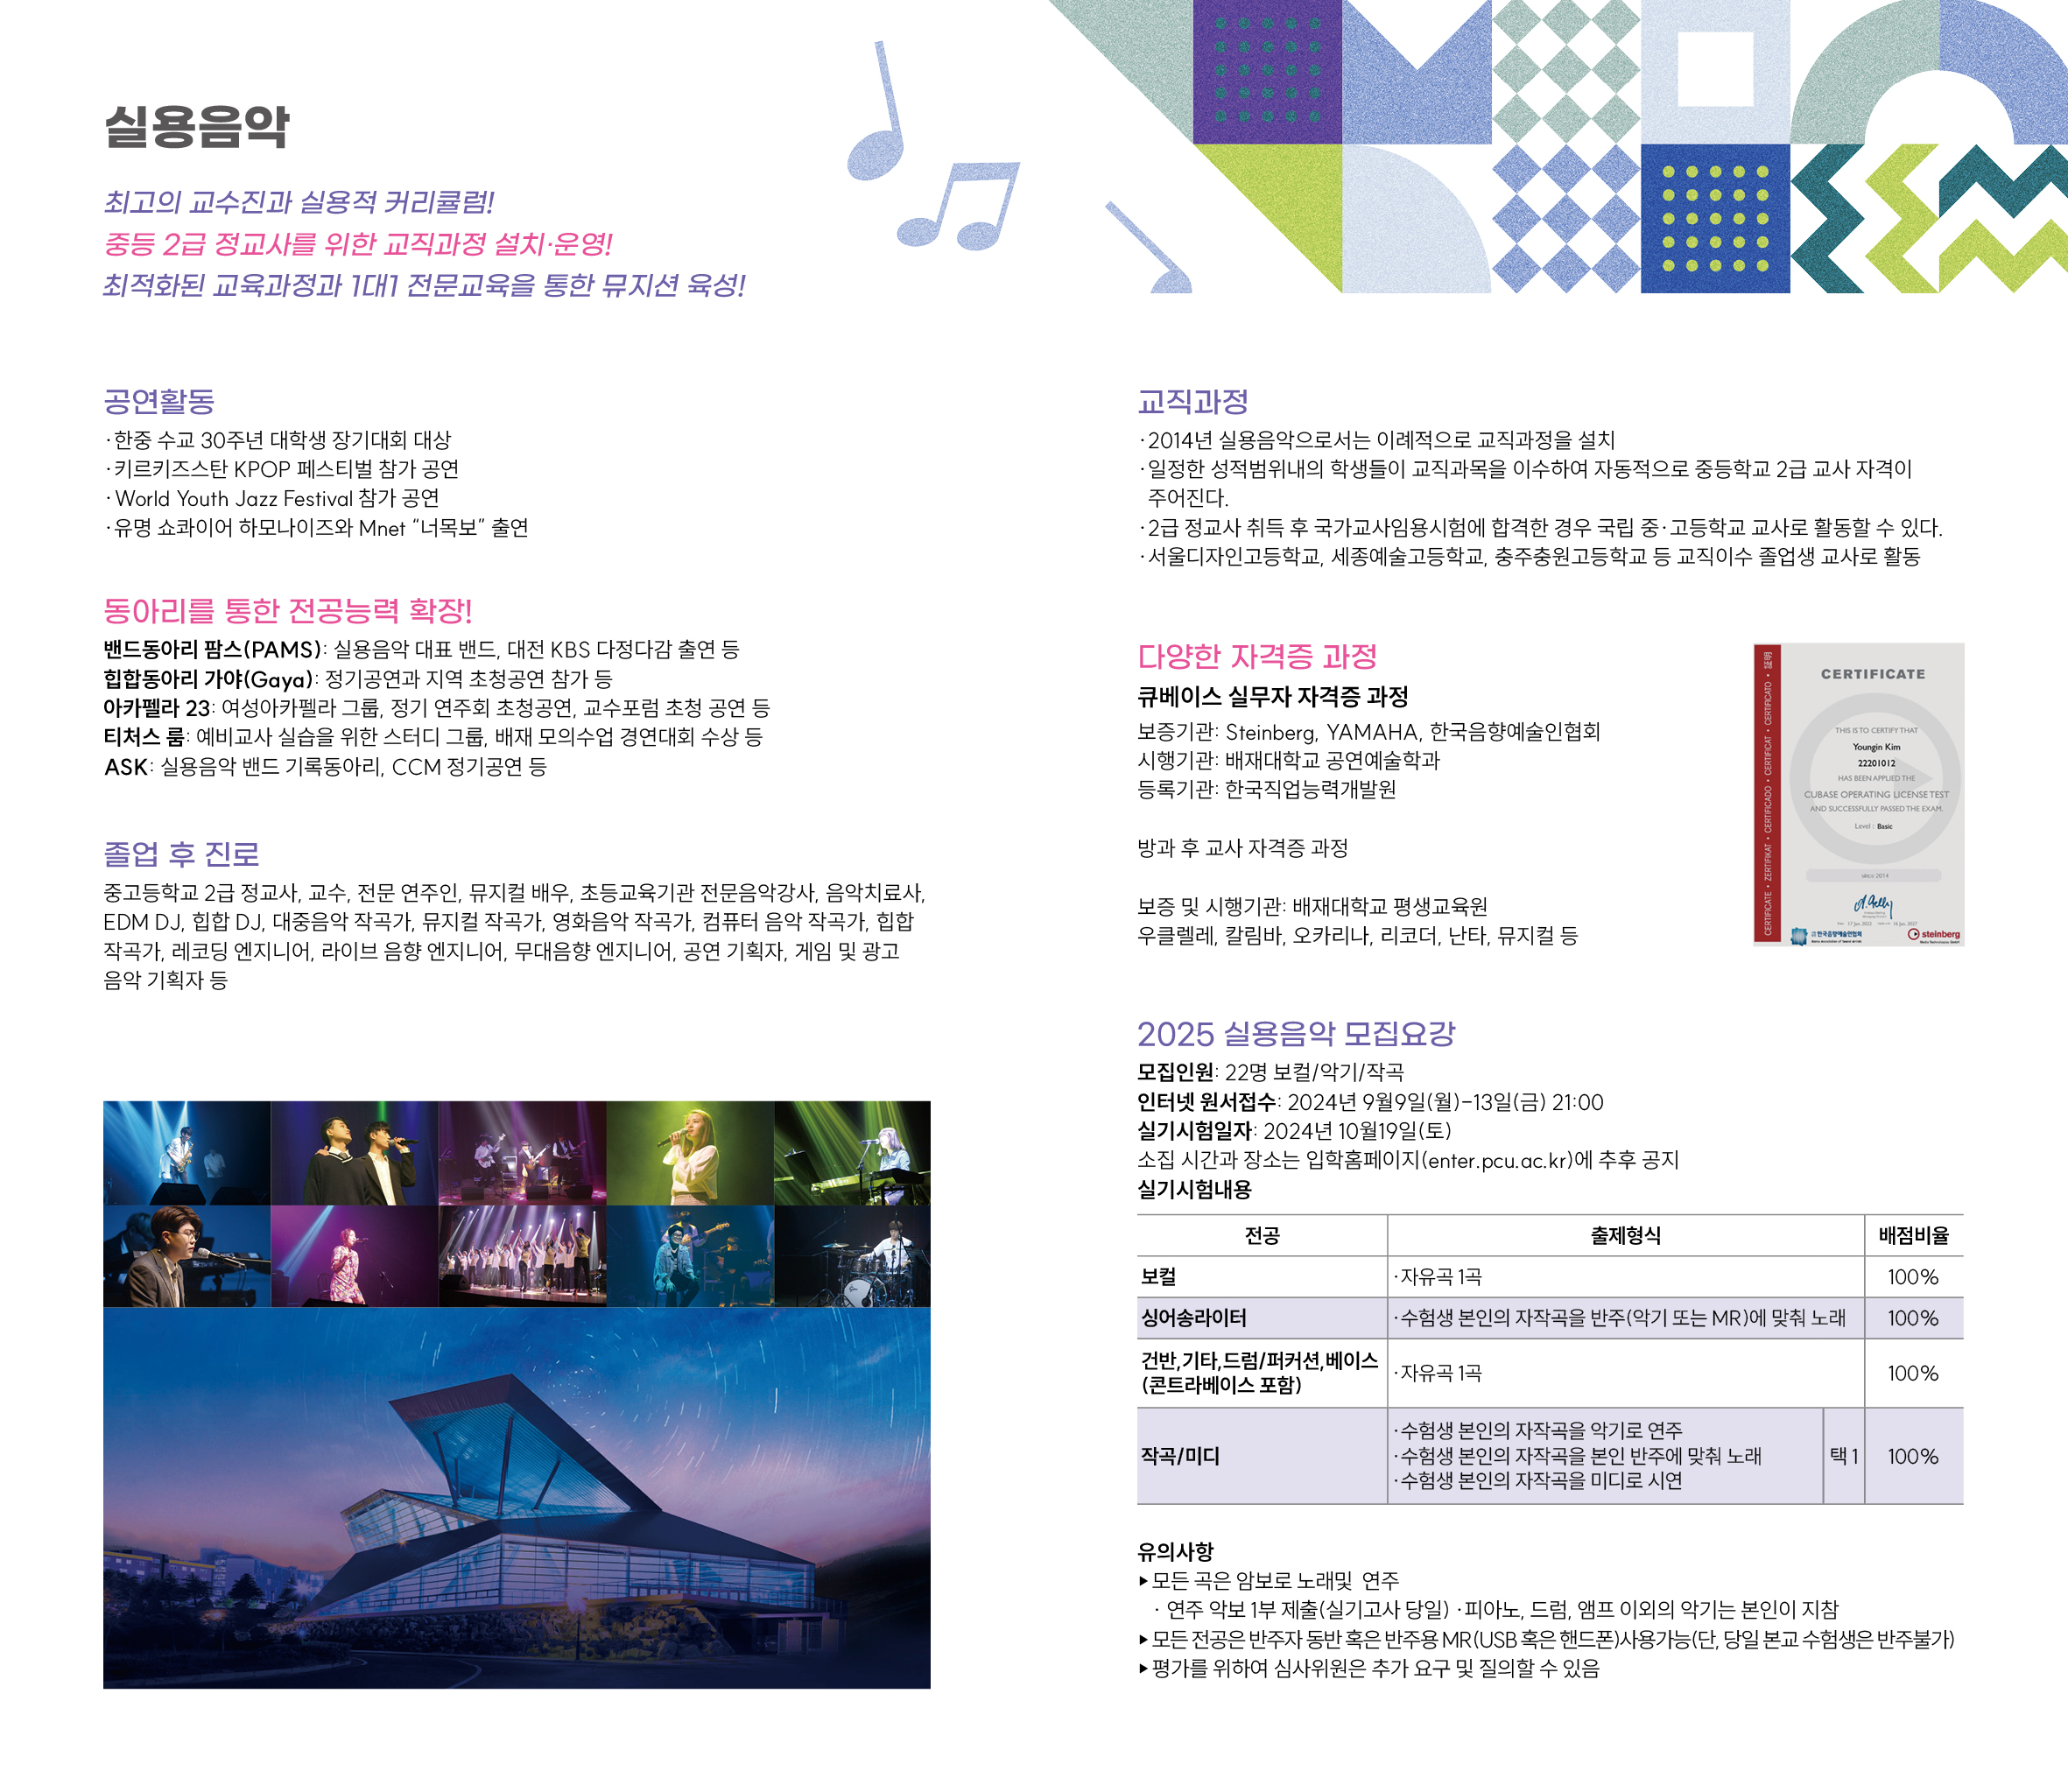 실용음악
최고의 교수진과 실용적 커리큘럼!
중등 2급 정교사를 위한 교직과정 설치·운영!
최적화된 교육과정과 1대1 전문교육을 통한 뮤지션 육성!
공연활동
·한중 수교 30주년 대학생 장기대회 대상
·키르키즈스탄 KPOP 페스티벌 참가 공연
·World Youth Jazz Festival 참가 공연
·유명 쇼콰이어 하모나이즈와 Mnet “너목보” 출연
동아리를 통한 전공능력 확장!
밴드동아리 팜스(PAMS): 실용음악 대표 밴드, 대전 KBS 다정다감 출연 등
힙합동아리 가야(Gaya): 정기공연과 지역 초청공연 참가 등
아카펠라 23: 여성아카펠라 그룹, 정기 연주회 초청공연, 교수포럼 초청 공연 등
티처스 룸: 예비교사 실습을 위한 스터디 그룹, 배재 모의수업 경연대회 수상 등
ASK: 실용음악 밴드 기록동아리, CCM 정기공연 등
졸업 후 진로
중고등학교 2급 정교사, 교수, 전문 연주인, 뮤지컬 배우, 초등교육기관 전문음악강사, 음악치료사,
EDM DJ, 힙합 DJ, 대중음악 작곡가, 뮤지컬 작곡가, 영화음악 작곡가, 컴퓨터 음악 작곡가, 힙합
작곡가, 레코딩 엔지니어, 라이브 음향 엔지니어, 무대음향 엔지니어, 공연 기획자, 게임 및 광고
음악 기획자 등
교직과정
·2014년 실용음악으로서는 이례적으로 교직과정을 설치
·일정한 성적범위내의 학생들이 교직과목을 이수하여 자동적으로 중등학교 2급 교사 자격이
주어진다.
·2급 정교사 취득 후 국가교사임용시험에 합격한 경우 국립 중·고등학교 교사로 활동할 수 있다.
·서울디자인고등학교, 세종예술고등학교, 충주충원고등학교 등 교직이수 졸업생 교사로 활동
다양한 자격증 과정
큐베이스 실무자 자격증 과정
보증기관: Steinberg, YAMAHA, 한국음향예술인협회
시행기관: 배재대학교 공연예술학과
등록기관: 한국직업능력개발원
방과 후 교사 자격증 과정
보증 및 시행기관: 배재대학교 평생교육원
우클렐레, 칼림바, 오카리나, 리코더, 난타, 뮤지컬 등
CERTIFICATE • ZERTIFIKAT • CERTIFICADO • CERTIFICAT • CERTIFICATO • 証明
CERTIFICATE
THIS IS TO CERTIFY THAT
Youngin Kim
22201012
HAS BEEN APPLIED THE
CUBASE OPERATING LICENSE TEST
AND SUCCESSFULLY PASSED THE EXAM.
Level : Basic
한국음향예술인협회
steinberg
2025 실용음악 모집요강
모집인원: 22명 보컬/악기/작곡
인터넷 원서접수: 2024년 9월9일(월)-13일(금) 21:00
실기시험일자: 2024년 10월19일(토)
소집 시간과 장소는 입학홈페이지(enter.pcu.ac.kr)에 추후 공지
실기시험내용
전공 출제형식 배점비율
보컬 ·자유곡 1곡 100%
싱어송라이터 ·수험생 본인의 자작곡을 반주(악기 또는 MR)에 맞춰 노래 100%
건반,기타,드럼/퍼커션,베이스
(콘트라베이스 포함) ·자유곡 1곡 100%
·수험생 본인의 자작곡을 악기로 연주
작곡/미디 ·수험생 본인의 자작곡을 본인 반주에 맞춰 노래 택 1 100%
·수험생 본인의 자작곡을 미디로 시연
유의사항
▶모든 곡은 암보로 노래및 연주
· 연주 악보 1부 제출(실기고사 당일) ·피아노, 드럼, 앰프 이외의 악기는 본인이 지참
▶모든 전공은 반주자 동반 혹은 반주용 MR(USB 혹은 핸드폰)사용가능(단, 당일 본교 수험생은 반주불가)
▶평가를 위하여 심사위원은 추가 요구 및 질의할 수 있음